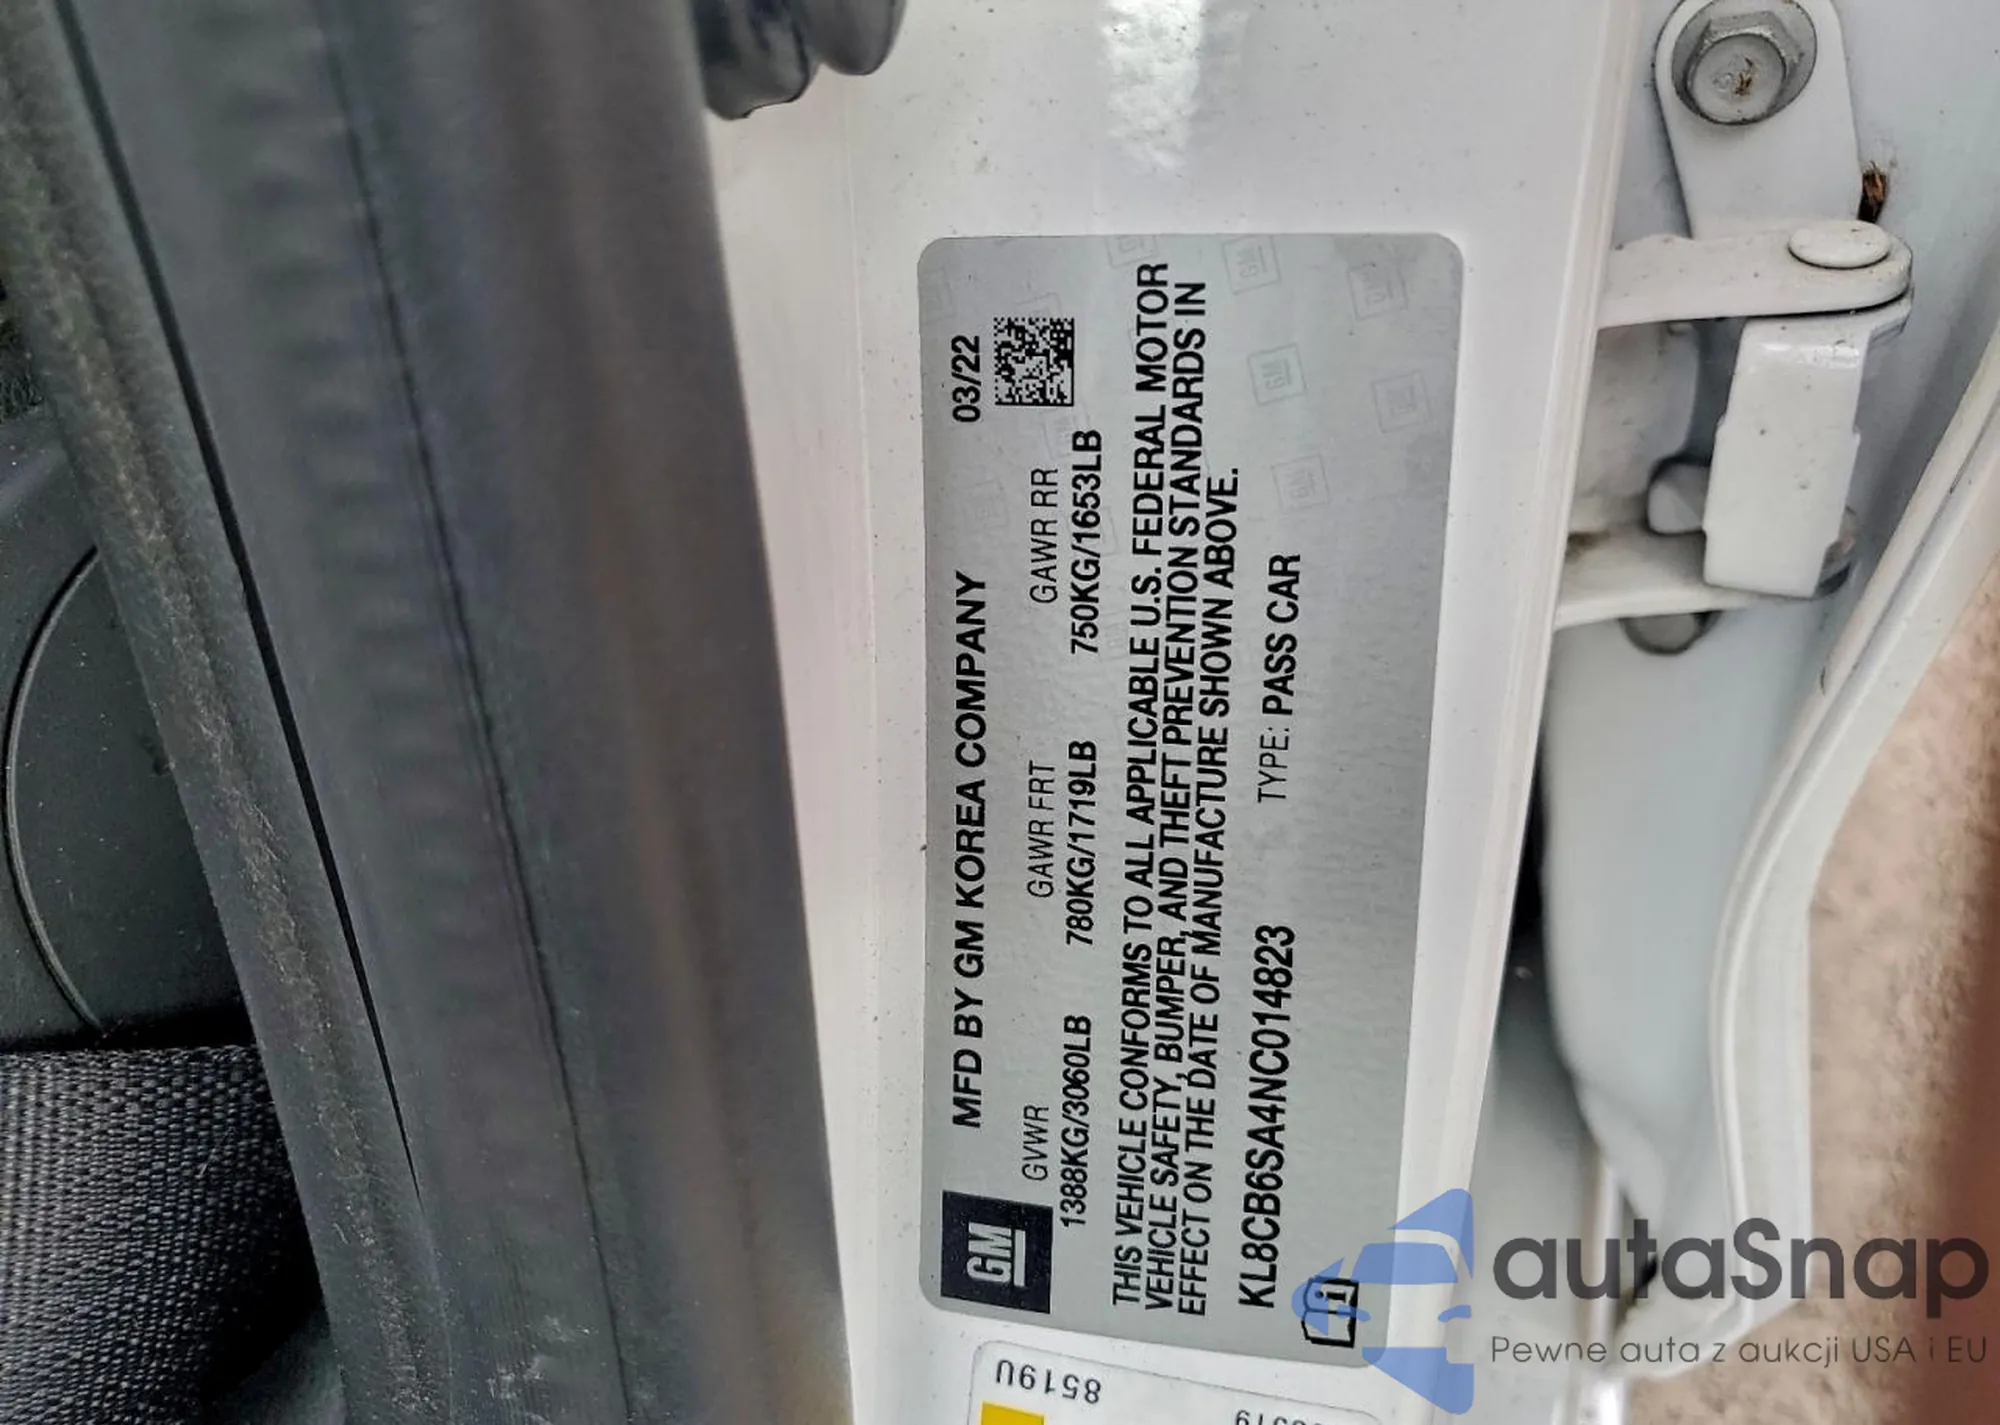 GM
MFD BY GM KOREA COMPANY 03/22
GVWR GAWR FRT GAWR RR
1388KG/3060LB 780KG/1719LB 750KG/1653LB
THIS VEHICLE CONFORMS TO ALL APPLICABLE U.S. FEDERAL MOTOR
VEHICLE SAFETY, BUMPER, AND THEFT PREVENTION STANDARDS IN
EFFECT ON THE DATE OF MANUFACTURE SHOWN ABOVE.
KL8CB6SA4NC014823 TYPE: PASS CAR
i
8519U
autaSnap
Pewne auta z aukcji USA i EU